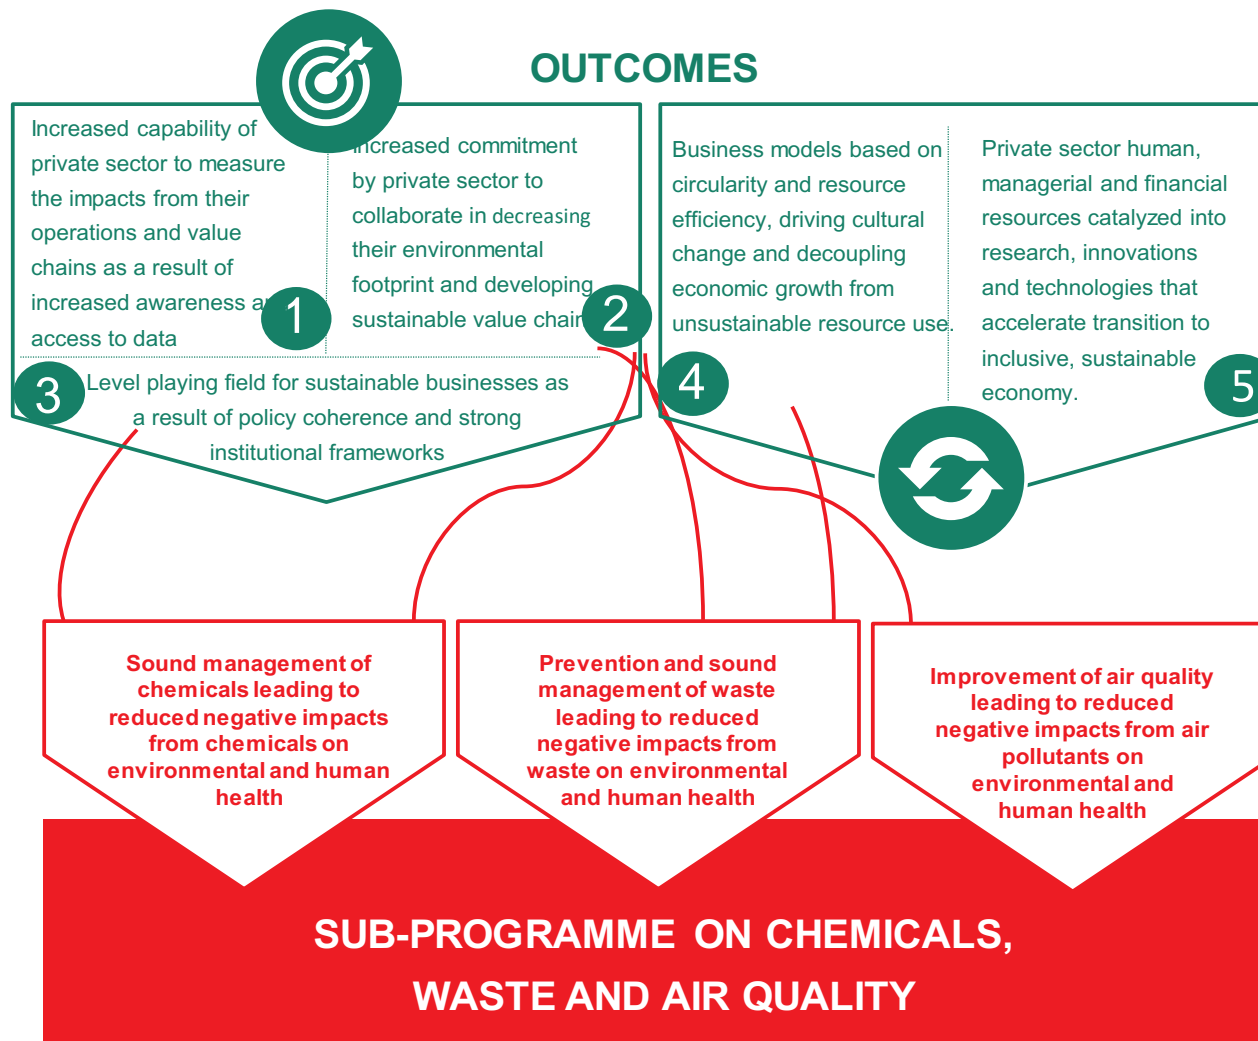 OUTCOMES
Increased capability of
private sector to measure
the impacts from their
operations and value
chains as a result of
increased awareness
access to data
1
Increased commitment
by private sector to
collaborate in decreasing
their environmental
footprint and developing
sustainable value
2
3
Level playing field for sustainable businesses as
a result of policy coherence and strong
institutional frameworks
Business models based on
circularity and resource
efficiency, driving cultural
change and decoupling
economic growth from
unsustainable resource use.
4
Private sector human,
managerial and financial
resources catalyzed into
research, innovations
and technologies that
accelerate transition to
inclusive, sustainable
economy.
5
Sound management of
chemicals leading to
reduced negative impacts
from chemicals on
environmental and human
health
Prevention and sound
management of waste
leading to reduced
negative impacts from
waste on environmental
and human health
Improvement of air quality
leading to reduced
negative impacts from air
pollutants on
environmental and
human health
SUB-PROGRAMME ON CHEMICALS,
WASTE AND AIR QUALITY